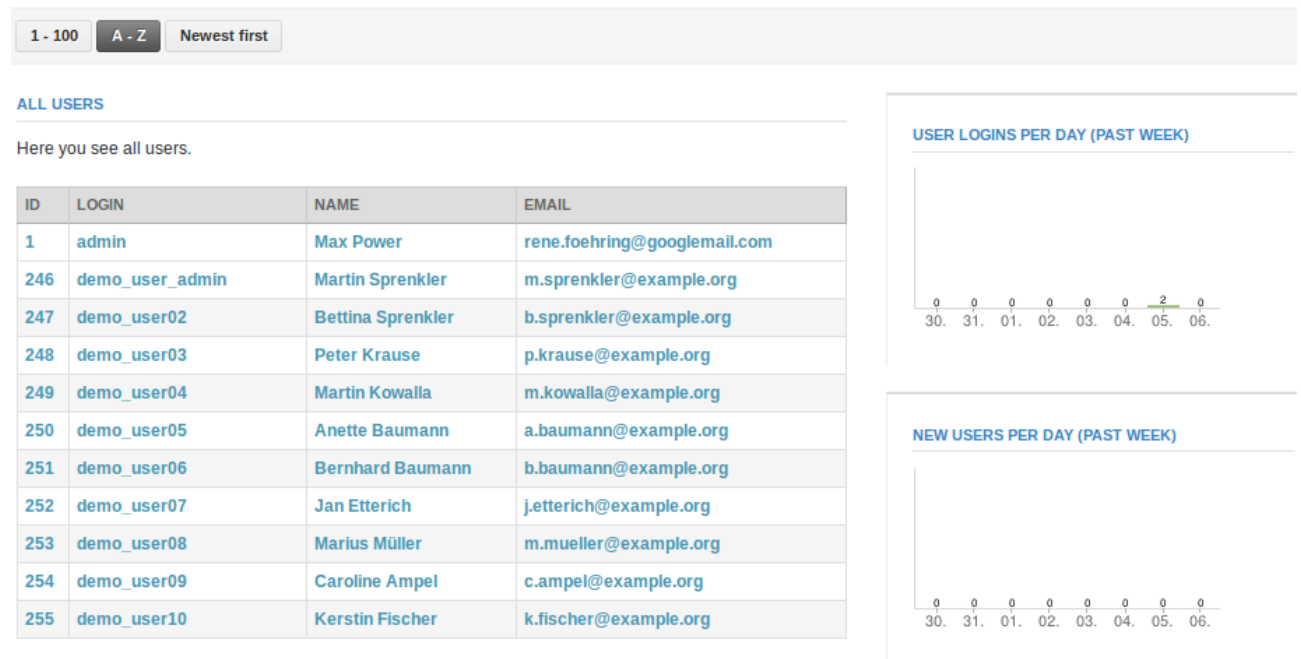 1 - 100 A - Z Newest first
ALL USERS
Here you see all users.
ID LOGIN NAME EMAIL
1 admin Max Power rene.foehring@googlemail.com
246 demo_user_admin Martin Sprenkler m.sprenkler@example.org
247 demo_user02 Bettina Sprenkler b.sprenkler@example.org
248 demo_user03 Peter Krause p.krause@example.org
249 demo_user04 Martin Kowalla m.kowalla@example.org
250 demo_user05 Anette Baumann a.baumann@example.org
251 demo_user06 Bernhard Baumann b.baumann@example.org
252 demo_user07 Jan Etterich j.etterich@example.org
253 demo_user08 Marius Müller m.mueller@example.org
254 demo_user09 Caroline Ampel c.ampel@example.org
255 demo_user10 Kerstin Fischer k.fischer@example.org
USER LOGINS PER DAY (PAST WEEK)
0 0 0 0 0 0 2 0
30. 31. 01. 02. 03. 04. 05. 06.
NEW USERS PER DAY (PAST WEEK)
0 0 0 0 0 0 0 0
30. 31. 01. 02. 03. 04. 05. 06.